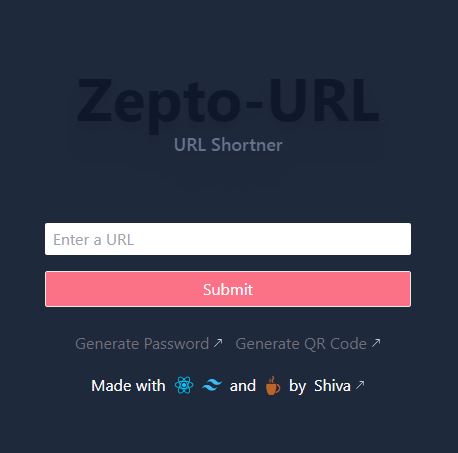 Zepto-URL
URL Shortner
Enter a URL
Submit
Generate Password ↗ Generate QR Code ↗
Made with and by Shiva ↗